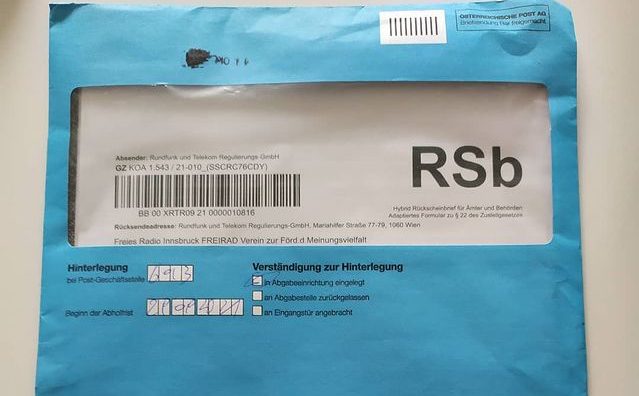 ÖSTERREICHISCHE POST AG
Absender: Rundfunk und Telekom Regulierungs-GmbH
GZ KOA 1.543 / 21-010_(SSCRC76CDY)
RSb
BB 00 XRTR09 21 0000010816
Hybrid Rückscheinbrief für Ämter und Behörden
Adaptiertes Formular zu § 22 des Zustellgesetzes
Rücksendeadresse: Rundfunk und Telekom Regulierungs-GmbH, Mariahilfer Straße 77-79, 1060 Wien
Freies Radio Innsbruck FREIRAD Verein zur Förd.d Meinungsvielfalt
Hinterlegung
bei Post-Geschäftsstelle
Beginn der Abholfrist
Verständigung zur Hinterlegung
in Abgabeeinrichtung eingelegt
an Abgabestelle zurückgelassen
an Eingangstür angebracht